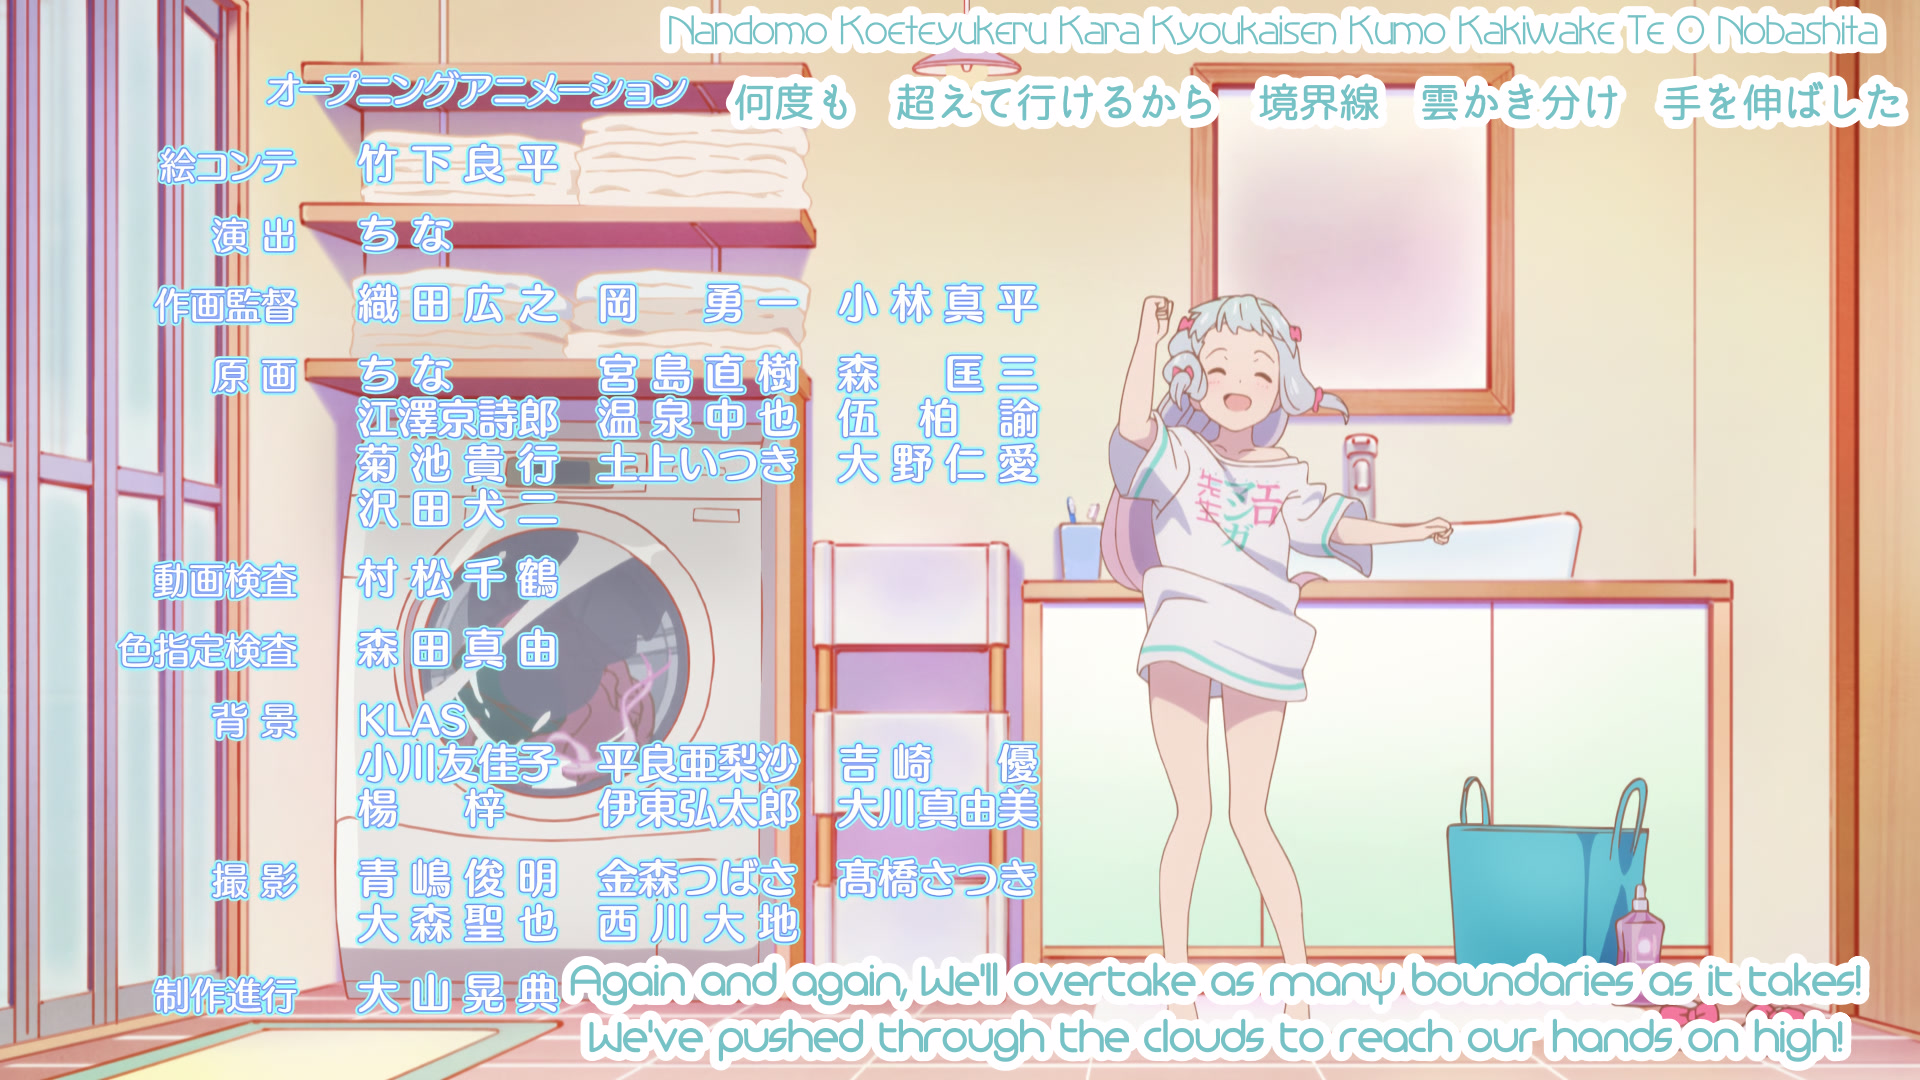 Nandomo Koeteyukeru Kara Kyoukaisen Kumo Kakiwake Te O Nobashita
何度も　超えて行けるから　境界線　雲かき分け　手を伸ばした
オープニングアニメーション
絵コンテ 竹下良平
演出 ちな
作画監督 織田広之 岡勇一 小林真平
原画 ちな 宮島直樹 森匡三
江澤京詩郎 温泉中也 伍柏諭
菊池貴行 土上いつき 大野仁愛
沢田犬二
動画検査 村松千鶴
色指定検査 森田真由
背景 KLAS
小川友佳子 平良亜梨沙 吉崎優
楊梓 伊東弘太郎 大川真由美
撮影 青嶋俊明 金森つばさ 髙橋さつき
大森聖也 西川大地
制作進行 大山晃典
エロ
マンガ
先生
Again and again, We'll overtake as many boundaries as it takes!
We've pushed through the clouds to reach our hands on high!